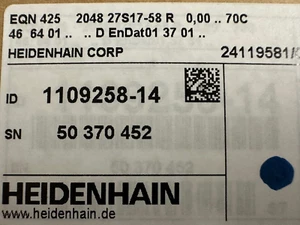 EQN 425 2048 27S17-58 R 0,00 .. 70C
46 64 01 .. .. D EnDat01 37 01 .. ..
HEIDENHAIN CORP 24119581/
ID 1109258-14
SN 50 370 452
HEIDENHAIN
www.heidenhain.de